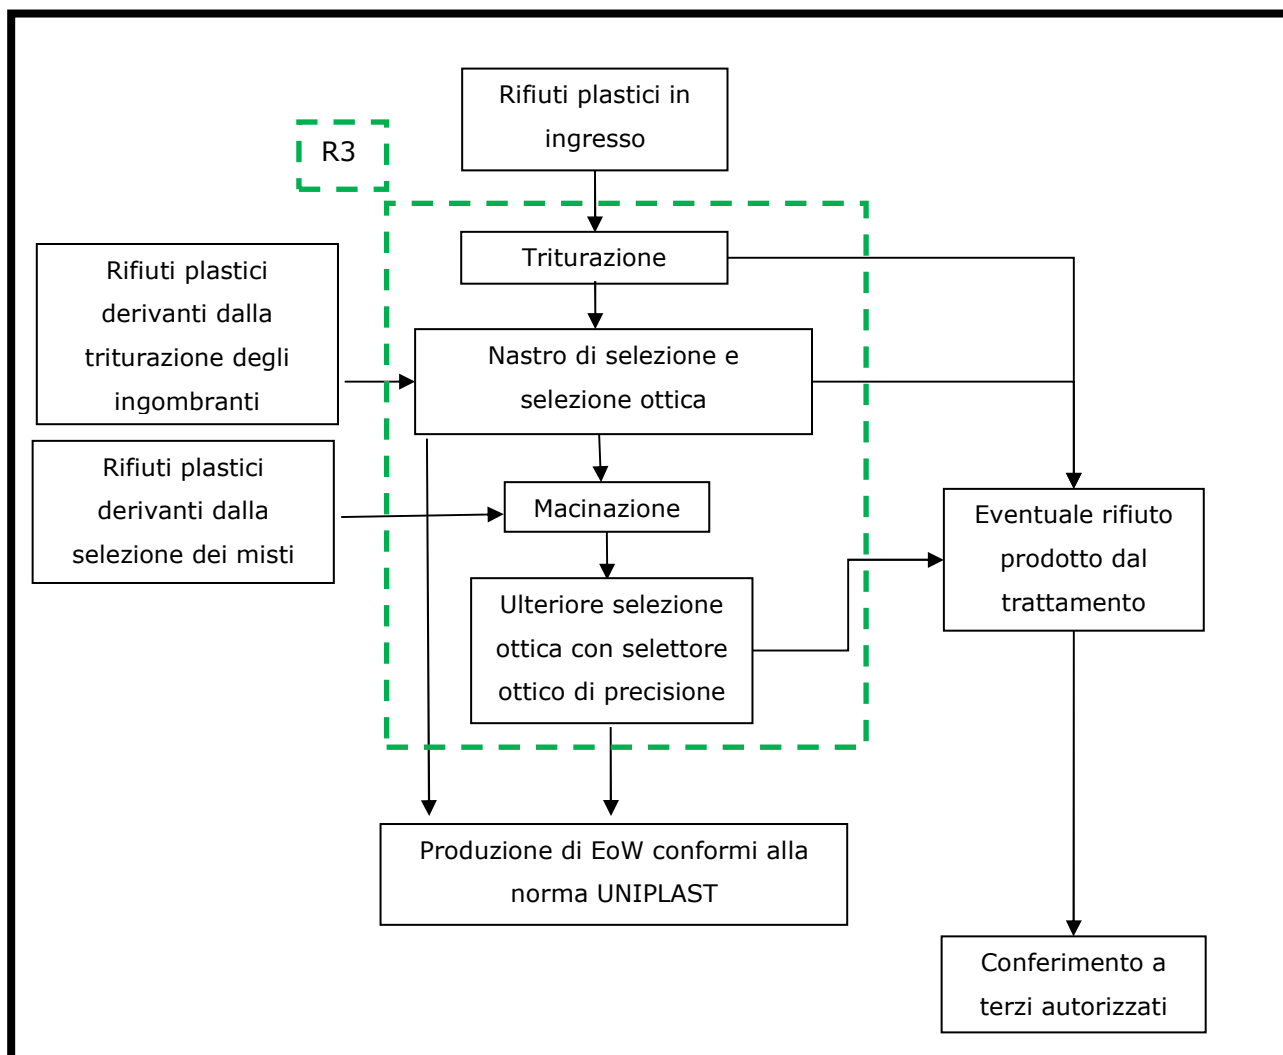 Rifiuti plastici in
ingresso
R3
Triturazione
Rifiuti plastici
derivanti dalla
triturazione degli
ingombranti
Nastro di selezione e
selezione ottica
Rifiuti plastici
derivanti dalla
selezione dei misti
Macinazione
Eventuale rifiuto
prodotto dal
trattamento
Ulteriore selezione
ottica con selettore
ottico di precisione
Produzione di EoW conformi alla
norma UNIPLAST
Conferimento a
terzi autorizzati